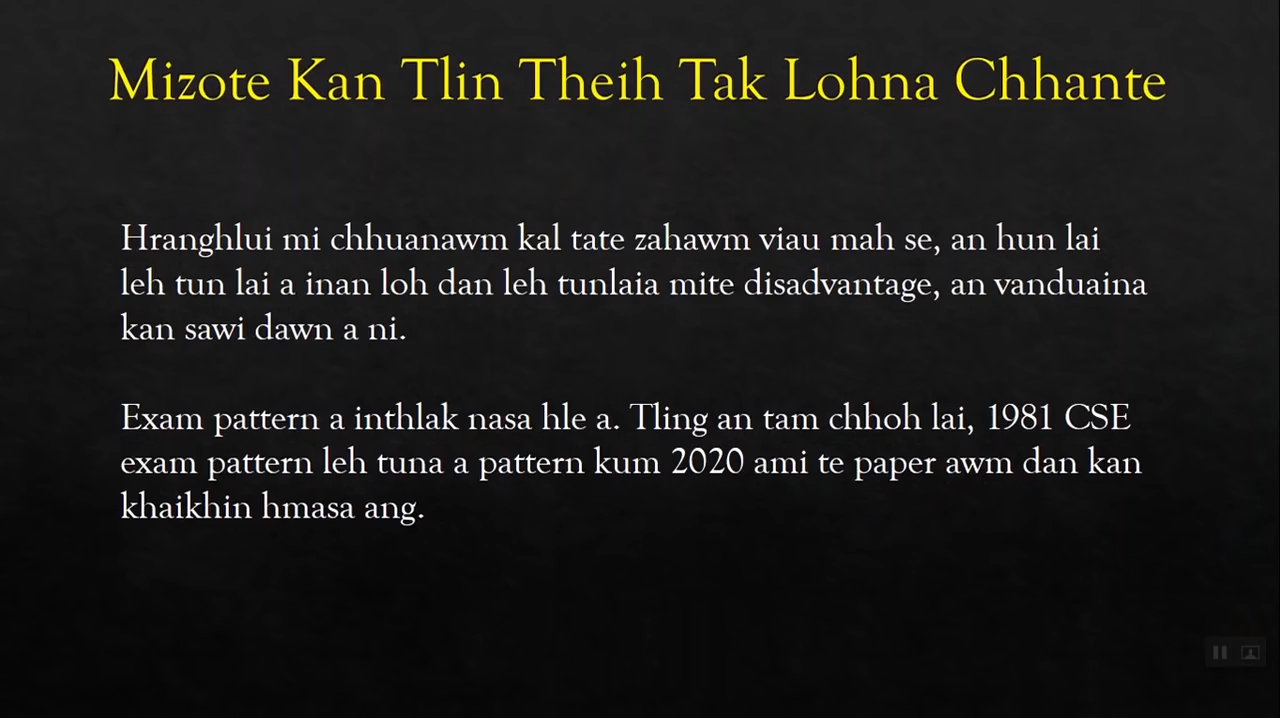 Mizote Kan Tlin Theih Tak Lohna Chhante
Hranghlui mi chhuanawm kal tate zahawm viau mah se, an hun lai
leh tun lai a inan loh dan leh tunlaia mite disadvantage, an vanduaina
kan sawi dawn a ni.
Exam pattern a inthlak nasa hle a. Tling an tam chhoh lai, 1981 CSE
exam pattern leh tuna a pattern kum 2020 ami te paper awm dan kan
khaikhin hmasa ang.